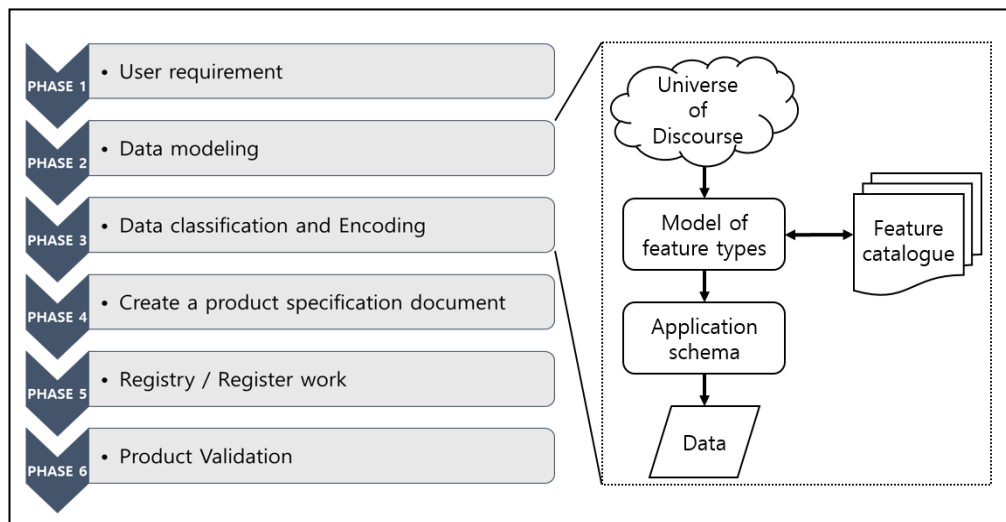 PHASE 1
• User requirement
PHASE 2
• Data modeling
PHASE 3
• Data classification and Encoding
PHASE 4
• Create a product specification document
PHASE 5
• Registry / Register work
PHASE 6
• Product Validation
Universe
of
Discourse
Model of
feature types
Feature
catalogue
Application
schema
Data